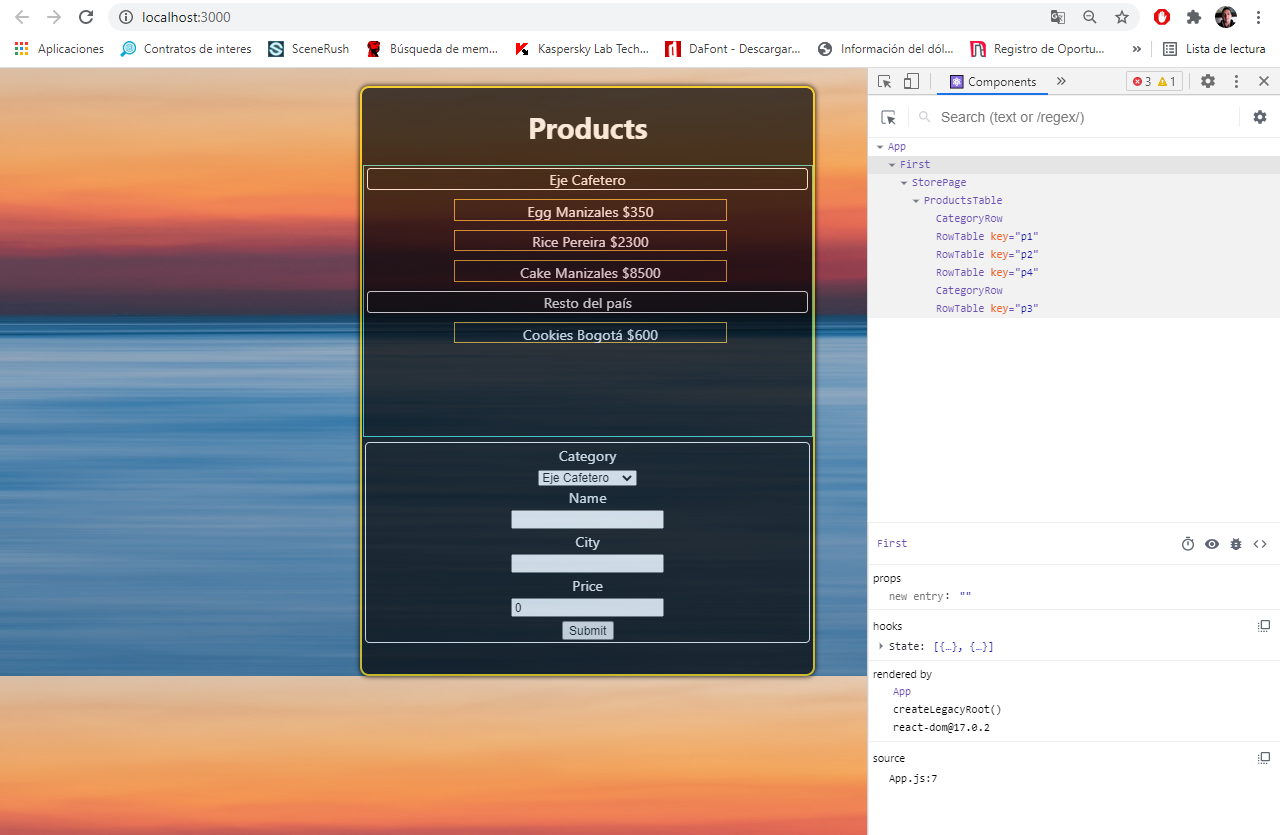 localhost:3000
Aplicaciones Contratos de interes SceneRush Búsqueda de mem... Kaspersky Lab Tech... DaFont - Descargar... Información del dól... Registro de Oportu... » Lista de lectura
Components » 3 1
Search (text or /regex/)
Products
Eje Cafetero
Egg Manizales $350
Rice Pereira $2300
Cake Manizales $8500
Resto del país
Cookies Bogotá $600
Category
Eje Cafetero
Name
City
Price
0
Submit
App
First
StorePage
ProductsTable
CategoryRow
RowTable key="p1"
RowTable key="p2"
RowTable key="p4"
CategoryRow
RowTable key="p3"
First
props
new entry: ""
hooks
State: [{…}, {…}]
rendered by
App
createLegacyRoot()
react-dom@17.0.2
source
App.js:7